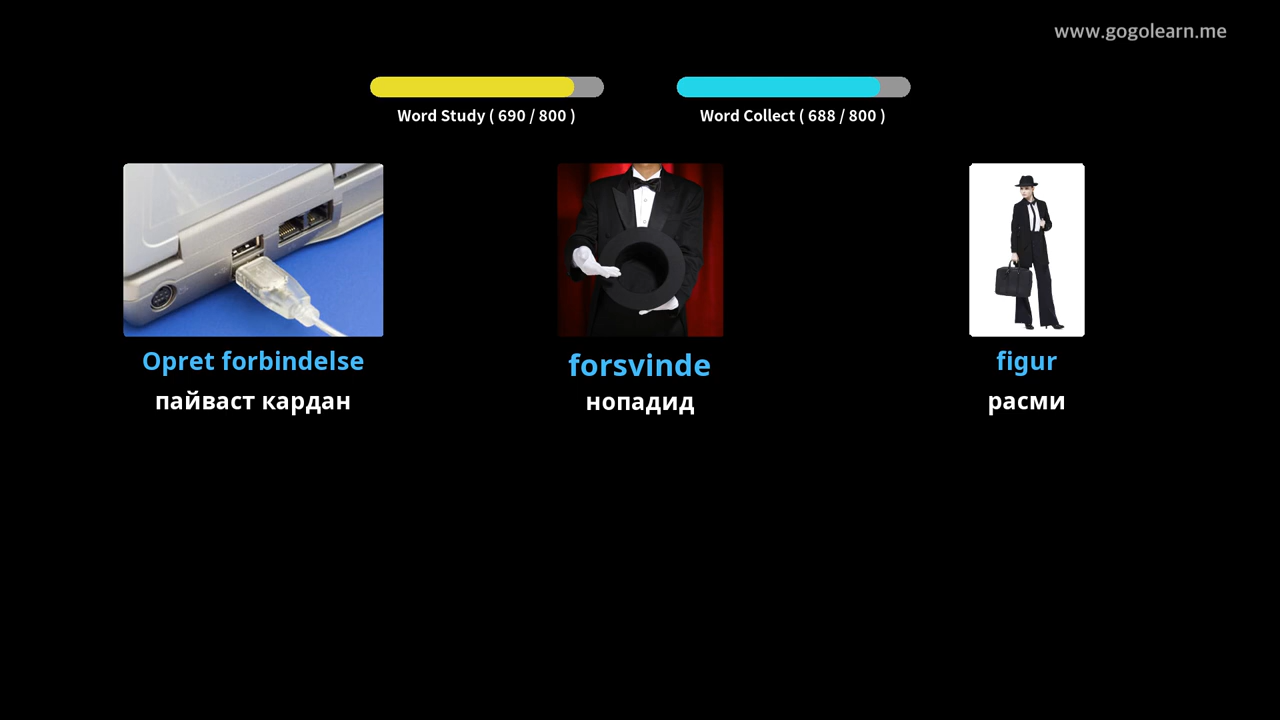 www.gogolearn.me
Word Study ( 690 / 800 )
Word Collect ( 688 / 800 )
Opret forbindelse
пайваст кардан
forsvinde
нопадид
figur
расми